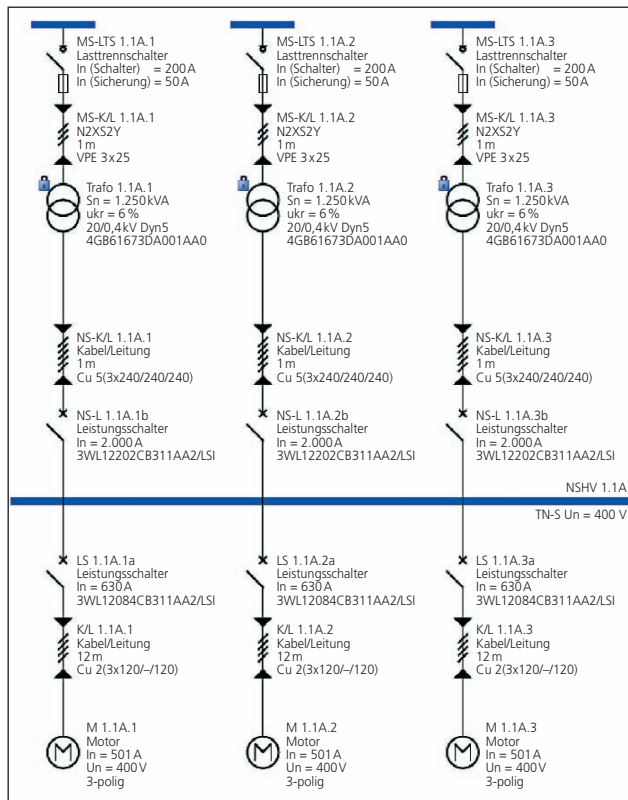 MS-LTS 1.1A.1
Lasttrennschalter
In (Schalter) = 200 A
In (Sicherung) = 50 A
MS-K/L 1.1A.1
N2XS2Y
1 m
VPE 3 x 25
Trafo 1.1A.1
Sn = 1.250 kVA
ukr = 6 %
20/0,4 kV Dyn5
4GB61673DA001AA0
NS-K/L 1.1A.1
Kabel/Leitung
1 m
Cu 5(3x240/240/240)
NS-L 1.1A.1b
Leistungsschalter
In = 2.000 A
3WL12202CB311AA2/LSI
MS-LTS 1.1A.2
Lasttrennschalter
In (Schalter) = 200 A
In (Sicherung) = 50 A
MS-K/L 1.1A.2
N2XS2Y
1 m
VPE 3 x 25
Trafo 1.1A.2
Sn = 1.250 kVA
ukr = 6 %
20/0,4 kV Dyn5
4GB61673DA001AA0
NS-K/L 1.1A.2
Kabel/Leitung
1 m
Cu 5(3x240/240/240)
NS-L 1.1A.2b
Leistungsschalter
In = 2.000 A
3WL12202CB311AA2/LSI
MS-LTS 1.1A.3
Lasttrennschalter
In (Schalter) = 200 A
In (Sicherung) = 50 A
MS-K/L 1.1A.3
N2XS2Y
1 m
VPE 3 x 25
Trafo 1.1A.3
Sn = 1.250 kVA
ukr = 6 %
20/0,4 kV Dyn5
4GB61673DA001AA0
NS-K/L 1.1A.3
Kabel/Leitung
1 m
Cu 5(3x240/240/240)
NS-L 1.1A.3b
Leistungsschalter
In = 2.000 A
3WL12202CB311AA2/LSI
NSHV 1.1A
TN-S Un = 400 V
LS 1.1A.1a
Leistungsschalter
In = 630 A
3WL12084CB311AA2/LSI
K/L 1.1A.1
Kabel/Leitung
12 m
Cu 2(3x120/–/120)
M 1.1A.1
Motor
In = 501 A
Un = 400 V
3-polig
LS 1.1A.2a
Leistungsschalter
In = 630 A
3WL12084CB311AA2/LSI
K/L 1.1A.2
Kabel/Leitung
12 m
Cu 2(3x120/–/120)
M 1.1A.2
Motor
In = 501 A
Un = 400 V
3-polig
LS 1.1A.3a
Leistungsschalter
In = 630 A
3WL12084CB311AA2/LSI
K/L 1.1A.3
Kabel/Leitung
12 m
Cu 2(3x120/–/120)
M 1.1A.3
Motor
In = 501 A
Un = 400 V
3-polig